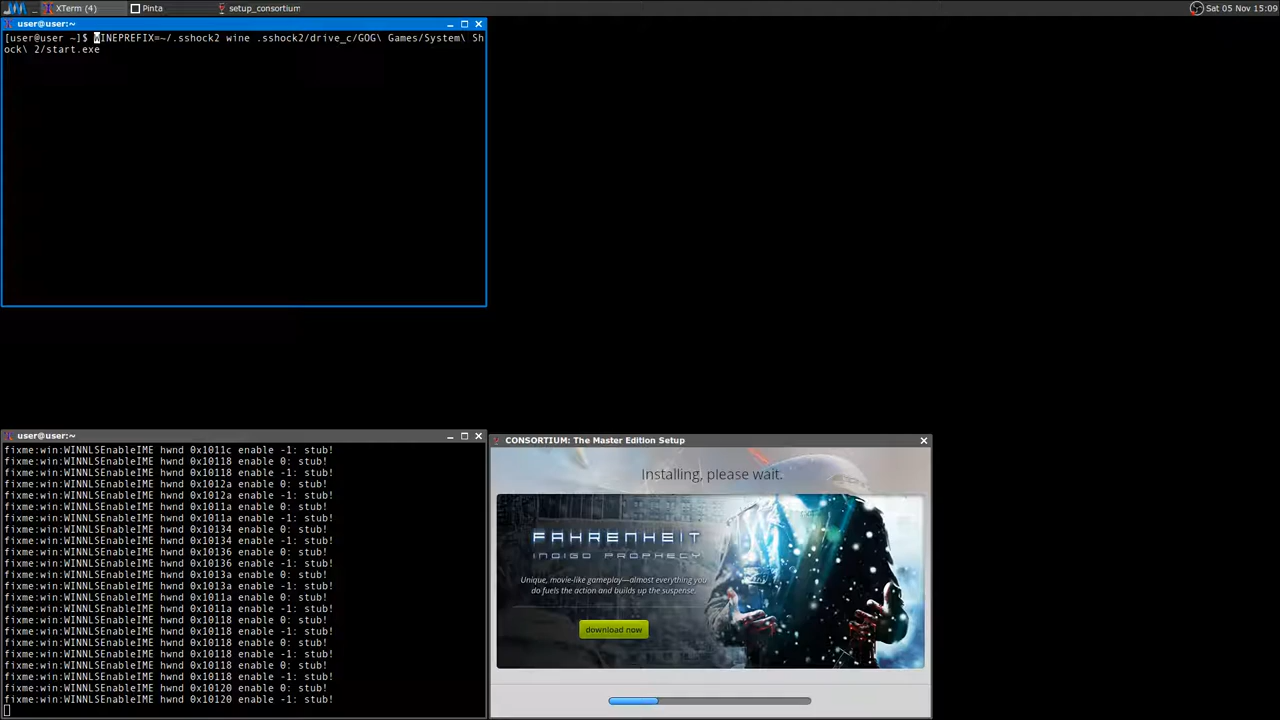 XTerm (4)
Pinta
setup_consortium
Sat 05 Nov 15:09
user@user:~
[user@user ~]$ WINEPREFIX=~/.sshock2 wine .sshock2/drive_c/GOG\ Games/System\ Sh
ock\ 2/start.exe
user@user:~
fixme:win:WINNLSEnableIME hwnd 0x1011c enable -1: stub!
fixme:win:WINNLSEnableIME hwnd 0x10118 enable 0: stub!
fixme:win:WINNLSEnableIME hwnd 0x10118 enable -1: stub!
fixme:win:WINNLSEnableIME hwnd 0x1012a enable 0: stub!
fixme:win:WINNLSEnableIME hwnd 0x1012a enable -1: stub!
fixme:win:WINNLSEnableIME hwnd 0x1011a enable 0: stub!
fixme:win:WINNLSEnableIME hwnd 0x1011a enable -1: stub!
fixme:win:WINNLSEnableIME hwnd 0x10134 enable 0: stub!
fixme:win:WINNLSEnableIME hwnd 0x10134 enable -1: stub!
fixme:win:WINNLSEnableIME hwnd 0x10136 enable 0: stub!
fixme:win:WINNLSEnableIME hwnd 0x10136 enable -1: stub!
fixme:win:WINNLSEnableIME hwnd 0x1013a enable 0: stub!
fixme:win:WINNLSEnableIME hwnd 0x1013a enable -1: stub!
fixme:win:WINNLSEnableIME hwnd 0x1011a enable 0: stub!
fixme:win:WINNLSEnableIME hwnd 0x1011a enable -1: stub!
fixme:win:WINNLSEnableIME hwnd 0x10118 enable 0: stub!
fixme:win:WINNLSEnableIME hwnd 0x10118 enable -1: stub!
fixme:win:WINNLSEnableIME hwnd 0x10118 enable 0: stub!
fixme:win:WINNLSEnableIME hwnd 0x10118 enable -1: stub!
fixme:win:WINNLSEnableIME hwnd 0x10118 enable -1: stub!
fixme:win:WINNLSEnableIME hwnd 0x10118 enable 0: stub!
fixme:win:WINNLSEnableIME hwnd 0x10120 enable 0: stub!
fixme:win:WINNLSEnableIME hwnd 0x10120 enable -1: stub!
CONSORTIUM: The Master Edition Setup
Installing, please wait.
FAHRENHEIT
INDIGO PROPHECY
Unique, movie-like gameplay—almost everything you
do fuels the action and builds up the suspense.
download now